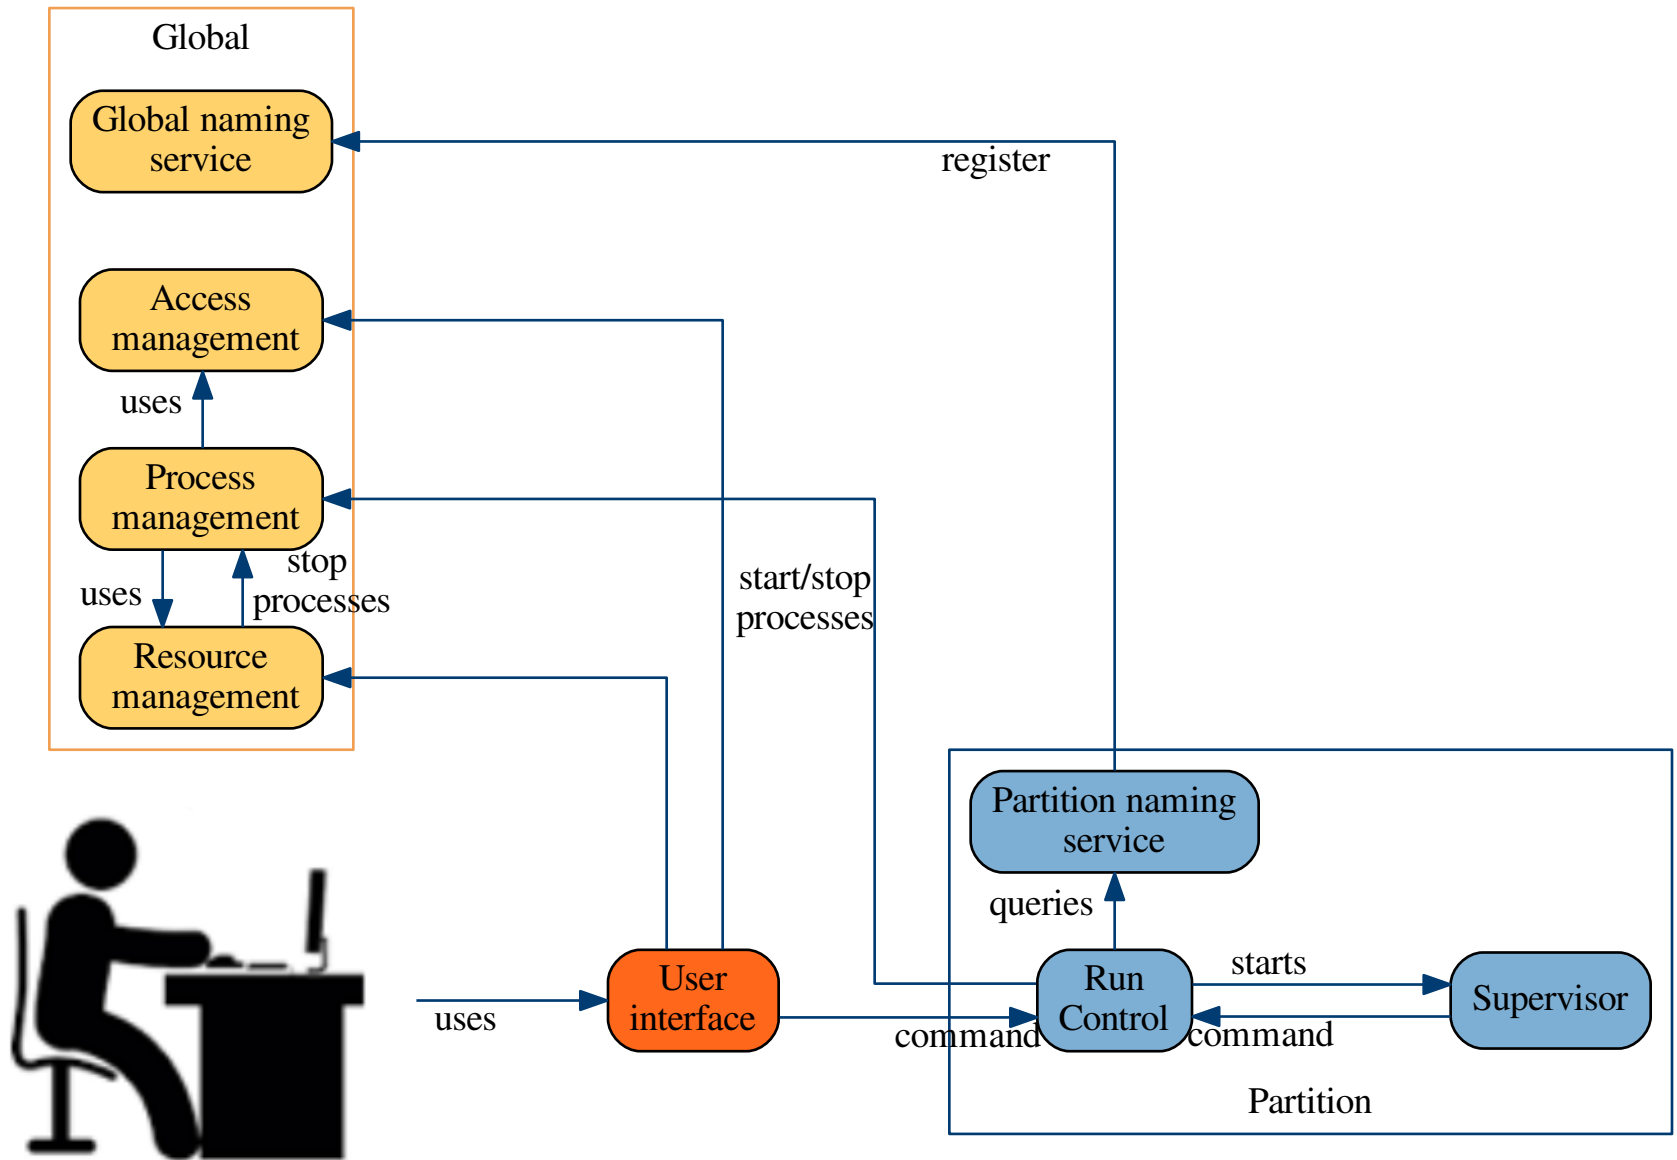 Global
Global naming
service
register
Access
management
uses
Process
management
stop
processes
uses
start/stop
processes
Resource
management
Partition naming
service
queries
User
interface
uses
command
Run
Control
starts
command
Supervisor
Partition